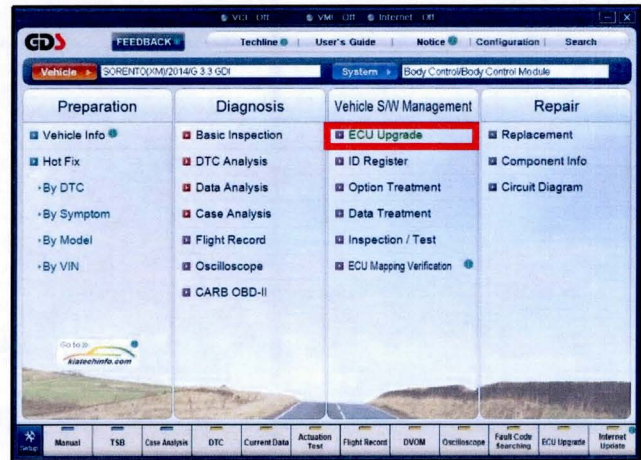 VCI Off VMI Off Internet Off
GDS FEEDBACK Techline User's Guide Notice Configuration Search
Vehicle SORENTO(XM)/2014/G 3.3 GDI System Body Control/Body Control Module
Preparation
Vehicle Info
Hot Fix
By DTC
By Symptom
By Model
By VIN
Go to
kiatechinfo.com
Diagnosis
Basic Inspection
DTC Analysis
Data Analysis
Case Analysis
Flight Record
Oscilloscope
CARB OBD-II
Vehicle S/W Management
ECU Upgrade
ID Register
Option Treatment
Data Treatment
Inspection / Test
ECU Mapping Verification
Repair
Replacement
Component Info
Circuit Diagram
Setup Manual TSB Case Analysis DTC Current Data Actuation Test Flight Record DVOM Oscilloscope Fault Code Searching ECU Upgrade Internet Update